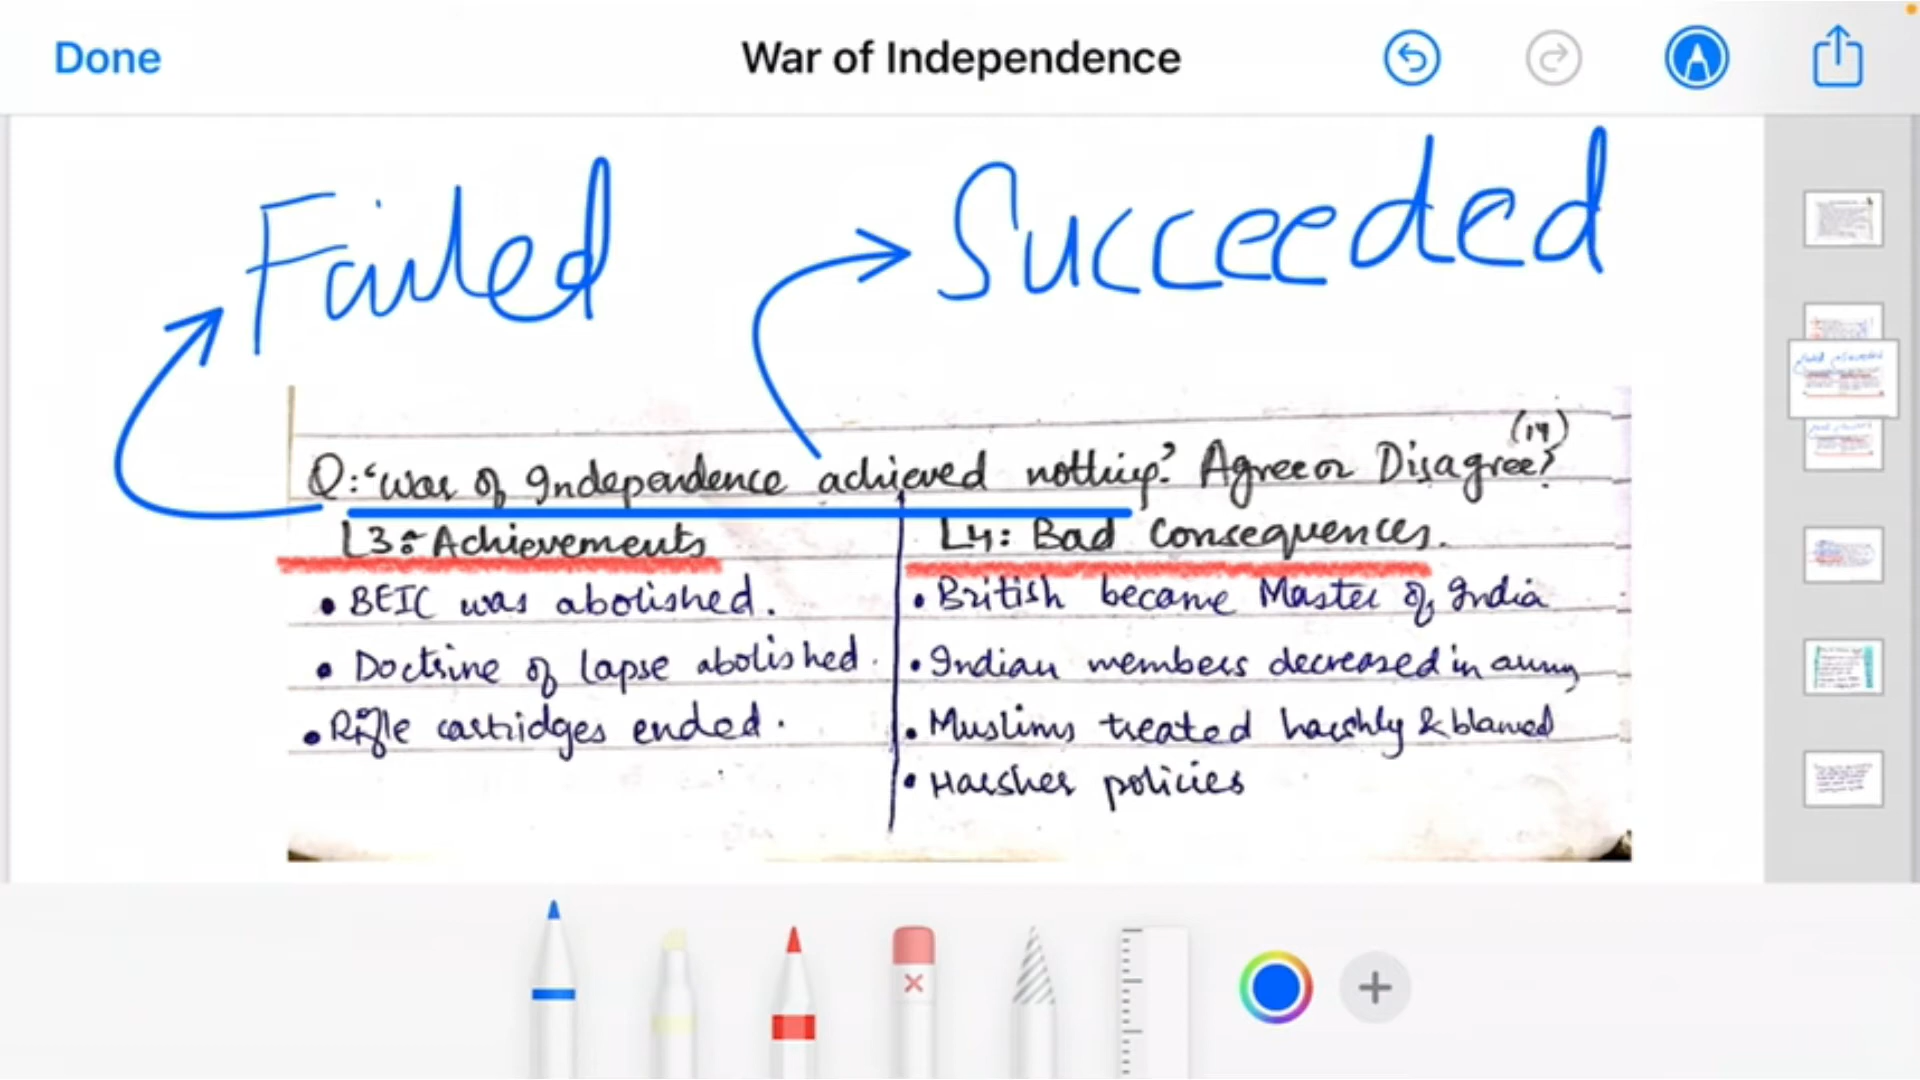 Done
War of Independence
Failed
Succeeded
(14)
Q: 'War of Independence achieved nothing'. Agree or Disagree?
L3: Achievements
L4: Bad Consequences.
• BEIC was abolished.
• British became Master of India
• Doctrine of lapse abolished.
• Indian members decreased in army
• Rifle cartridges ended.
• Muslims treated harshly & blamed
• Harsher policies